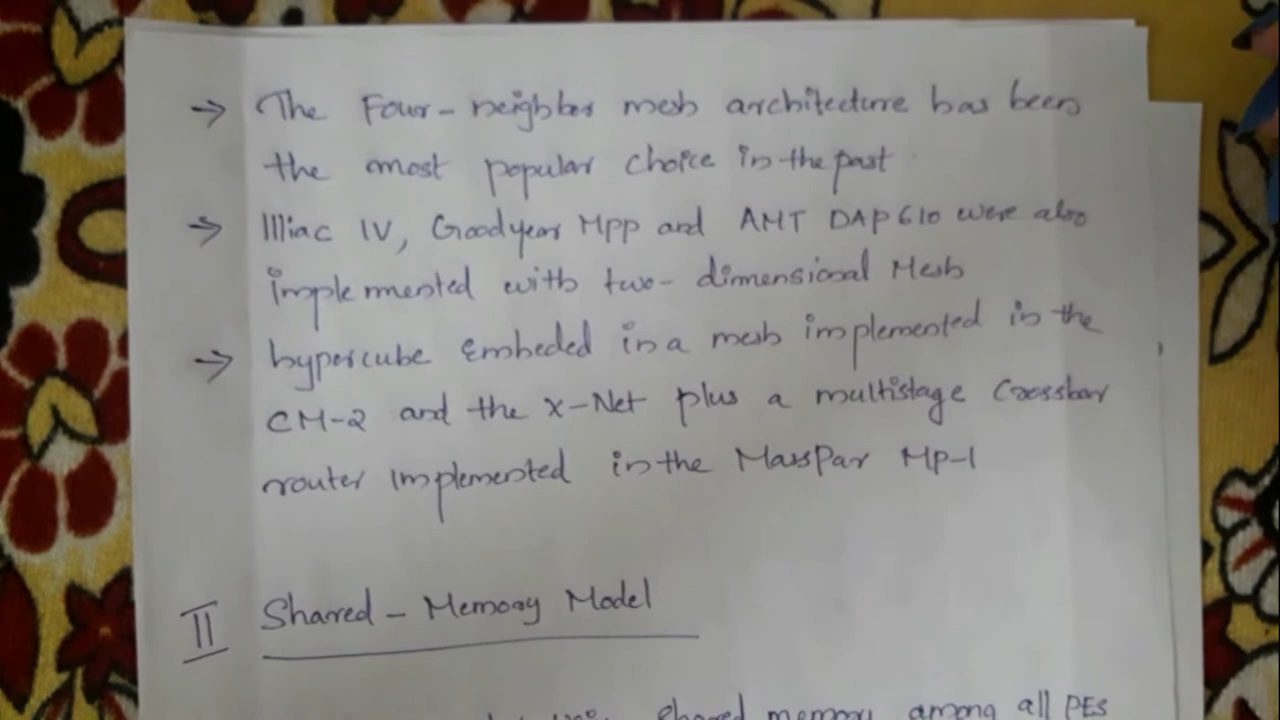 → The Four-neighbor mesh architecture has been
the most popular choice in the past
→ Illiac IV, Goodyear Mpp and AMT DAP610 were also
implemented with two-dimensional Mesh
→ hypercube Embeded in a mesh implemented in the
CM-2 and the X-Net plus a multistage Crossbar
router implemented in the MassPar MP-1
II Shared-Memory Model
shared memory among all PEs